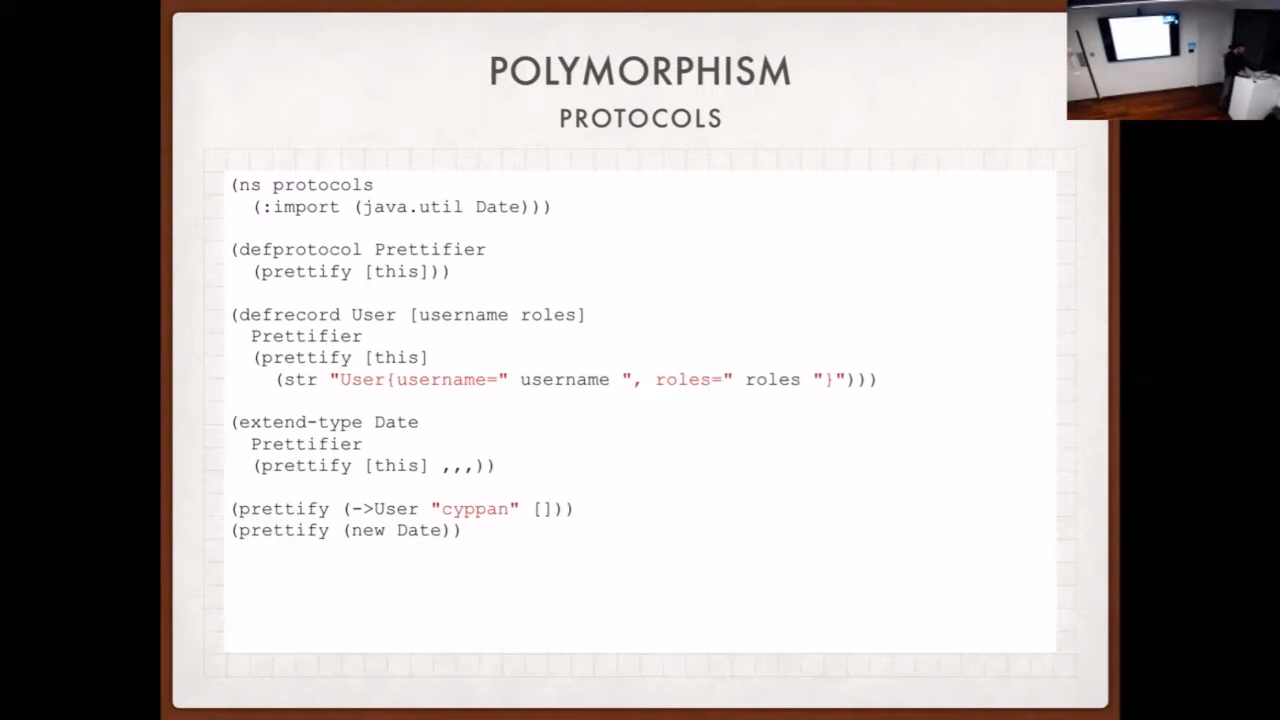 POLYMORPHISM
PROTOCOLS
(ns protocols
  (:import (java.util Date)))
(defprotocol Prettifier
  (prettify [this]))
(defrecord User [username roles]
  Prettifier
  (prettify [this]
    (str "User{username=" username ", roles=" roles "}")))
(extend-type Date
  Prettifier
  (prettify [this] ,,,))
(prettify (->User "cyppan" []))
(prettify (new Date))